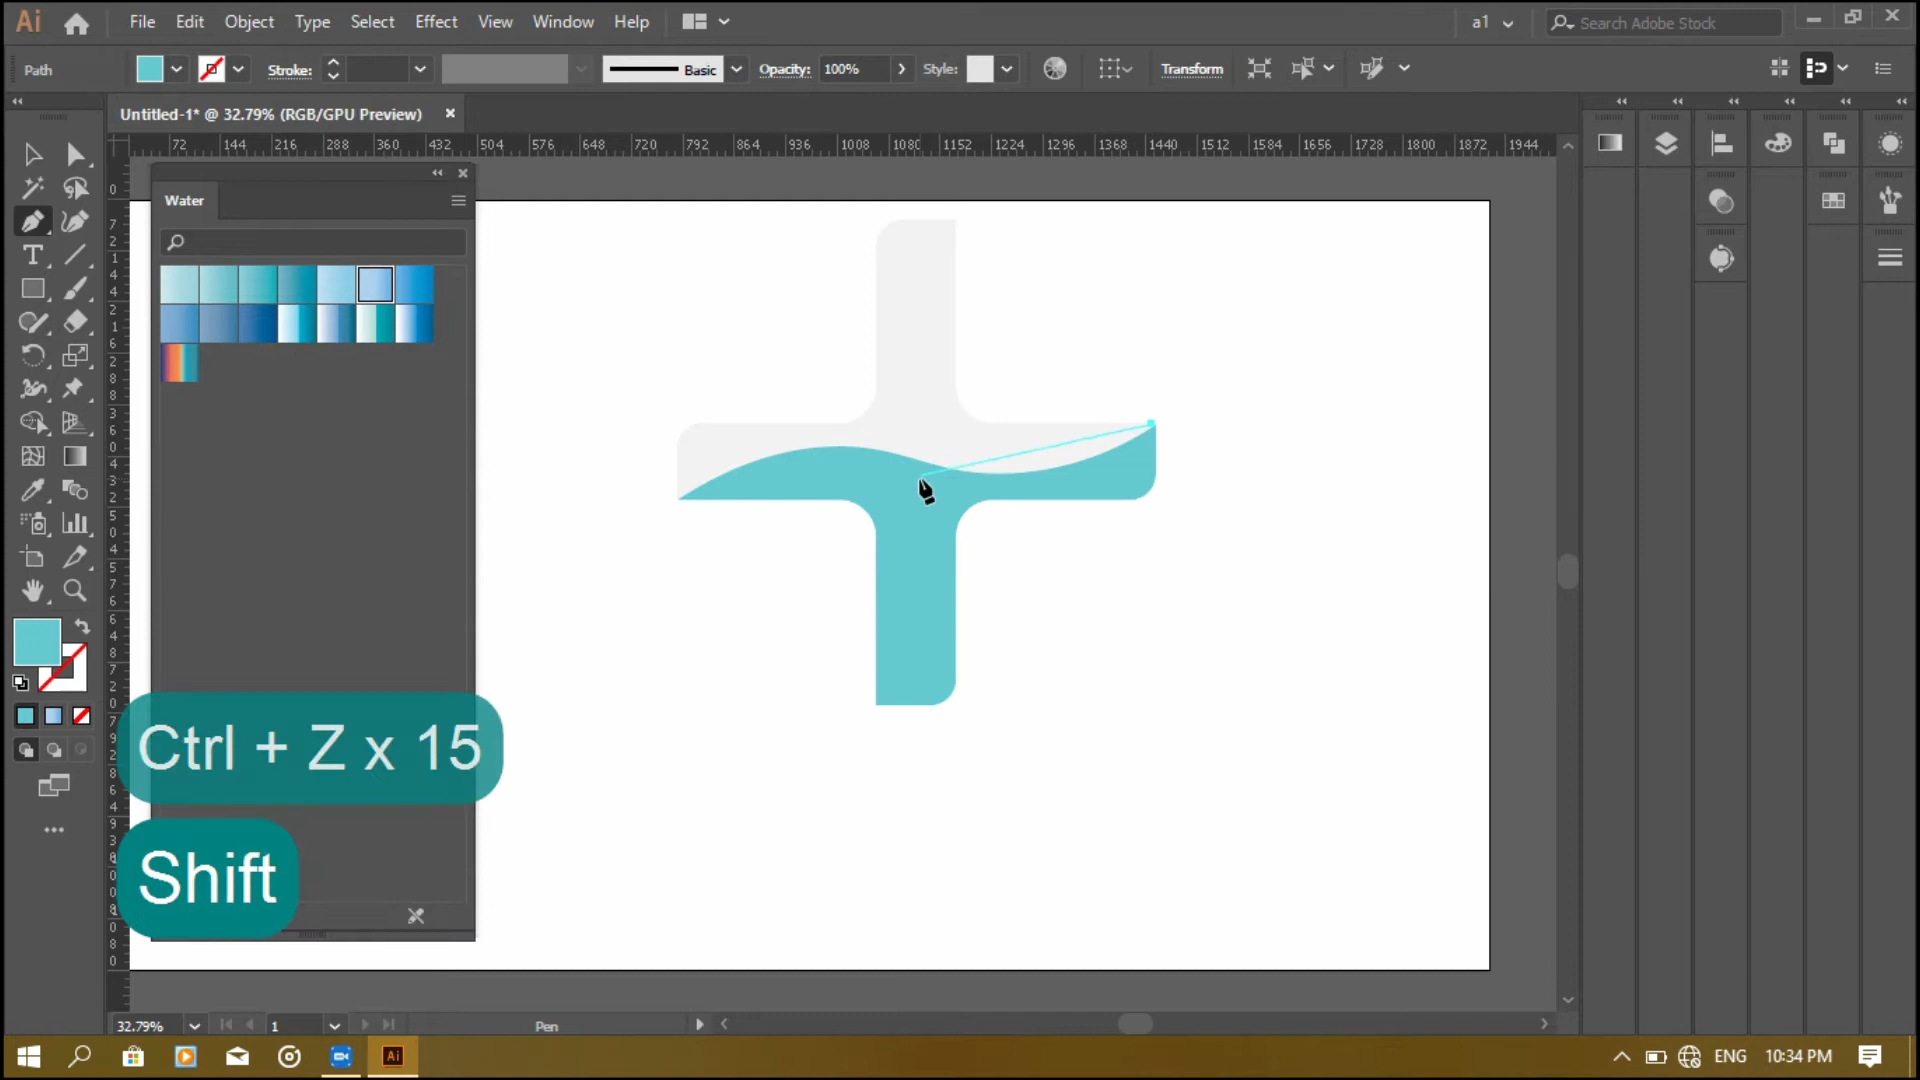 Ai File Edit Object Type Select Effect View Window Help a1 Search Adobe Stock
Path Stroke: Basic Opacity: 100% Style: Transform
Untitled-1* @ 32.79% (RGB/GPU Preview)
72 144 216 288 360 432 504 576 648 720 792 864 936 1008 1080 1152 1224 1296 1368 1440 1512 1584 1656 1728 1800 1872 1944
Water
Ctrl + Z x 15
Shift
32.79% 1 Pen
Ai ENG 10:34 PM